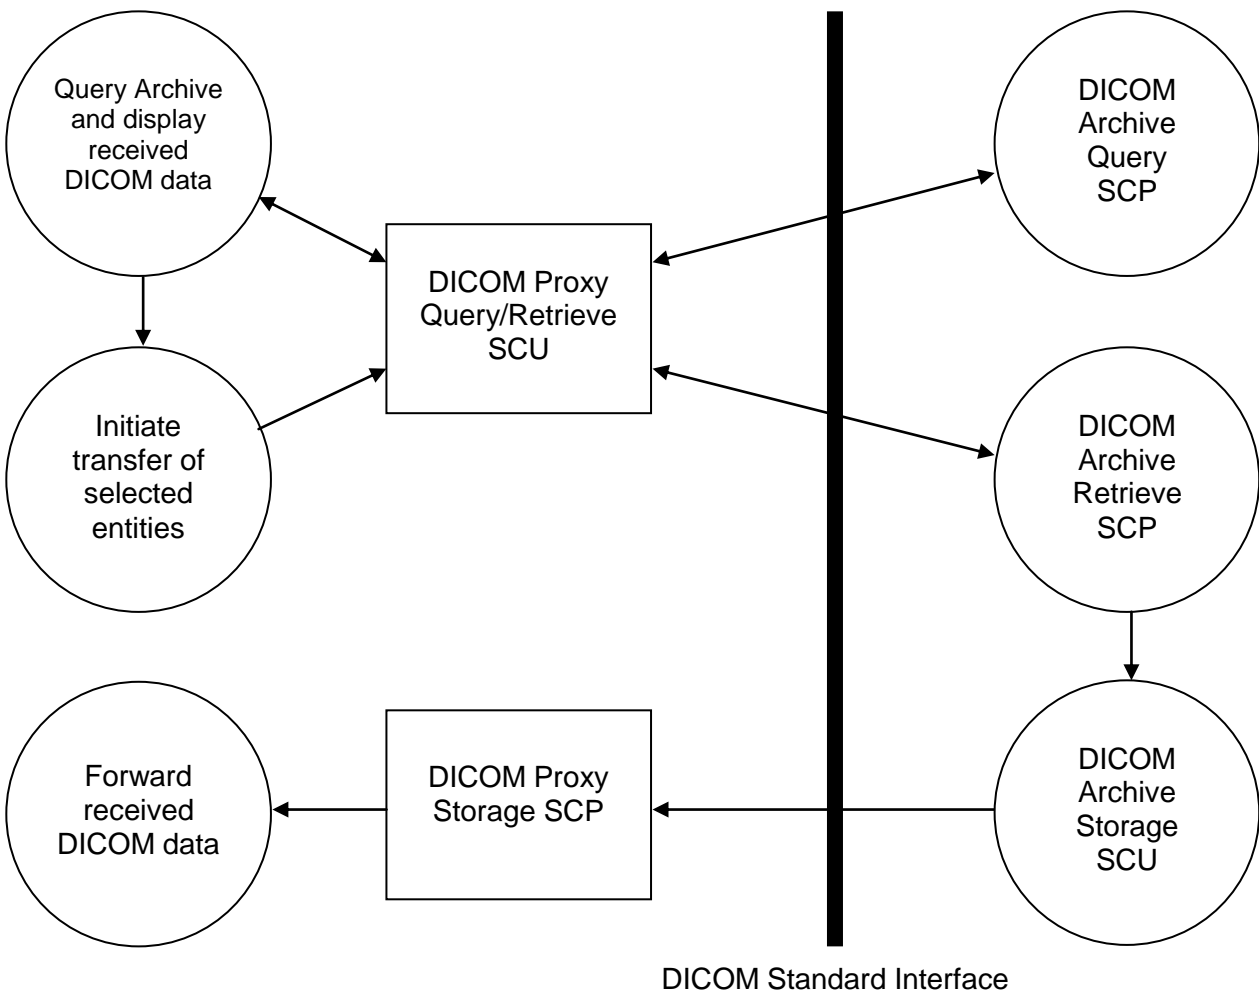 Query Archive
and display
received
DICOM data
DICOM Proxy
Query/Retrieve
SCU
DICOM
Archive
Query
SCP
Initiate
transfer of
selected
entities
DICOM
Archive
Retrieve
SCP
Forward
received
DICOM data
DICOM Proxy
Storage SCP
DICOM
Archive
Storage
SCU
DICOM Standard Interface